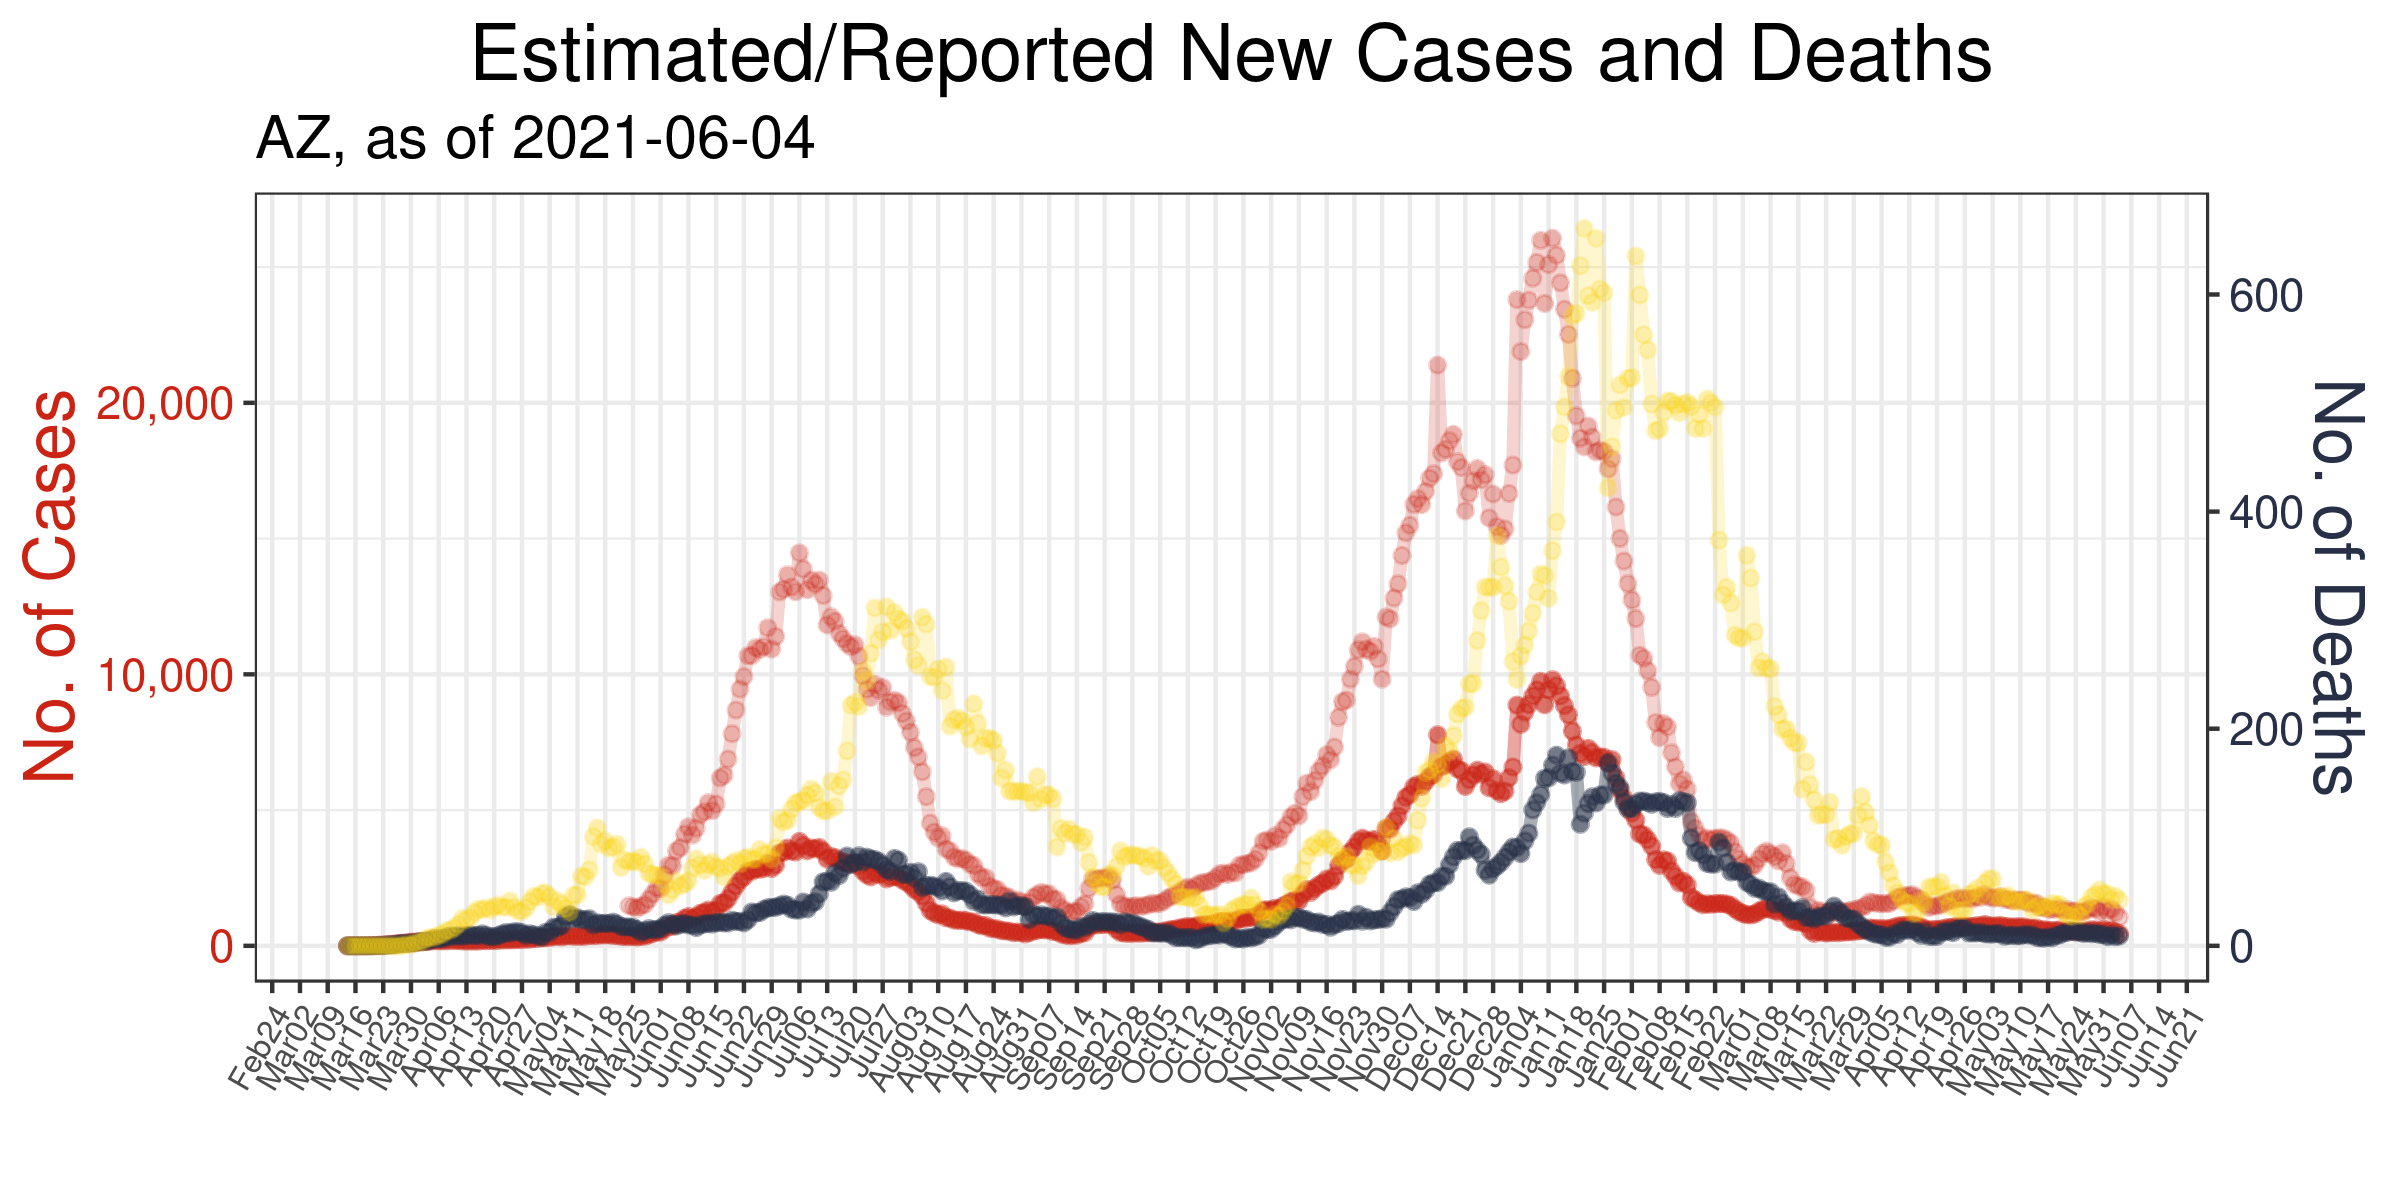 Estimated/Reported New Cases and Deaths
AZ, as of 2021-06-04
No. of Cases
20,000
10,000
0
600
400
200
0
No. of Deaths
Feb24
Mar02
Mar09
Mar16
Mar23
Mar30
Apr06
Apr13
Apr20
Apr27
May04
May11
May18
May25
Jun01
Jun08
Jun15
Jun22
Jun29
Jul06
Jul13
Jul20
Jul27
Aug03
Aug10
Aug17
Aug24
Aug31
Sep07
Sep14
Sep21
Sep28
Oct05
Oct12
Oct19
Oct26
Nov02
Nov09
Nov16
Nov23
Nov30
Dec07
Dec14
Dec21
Dec28
Jan04
Jan11
Jan18
Jan25
Feb01
Feb08
Feb15
Feb22
Mar01
Mar08
Mar15
Mar22
Mar29
Apr05
Apr12
Apr19
Apr26
May03
May10
May17
May24
May31
Jun07
Jun14
Jun21